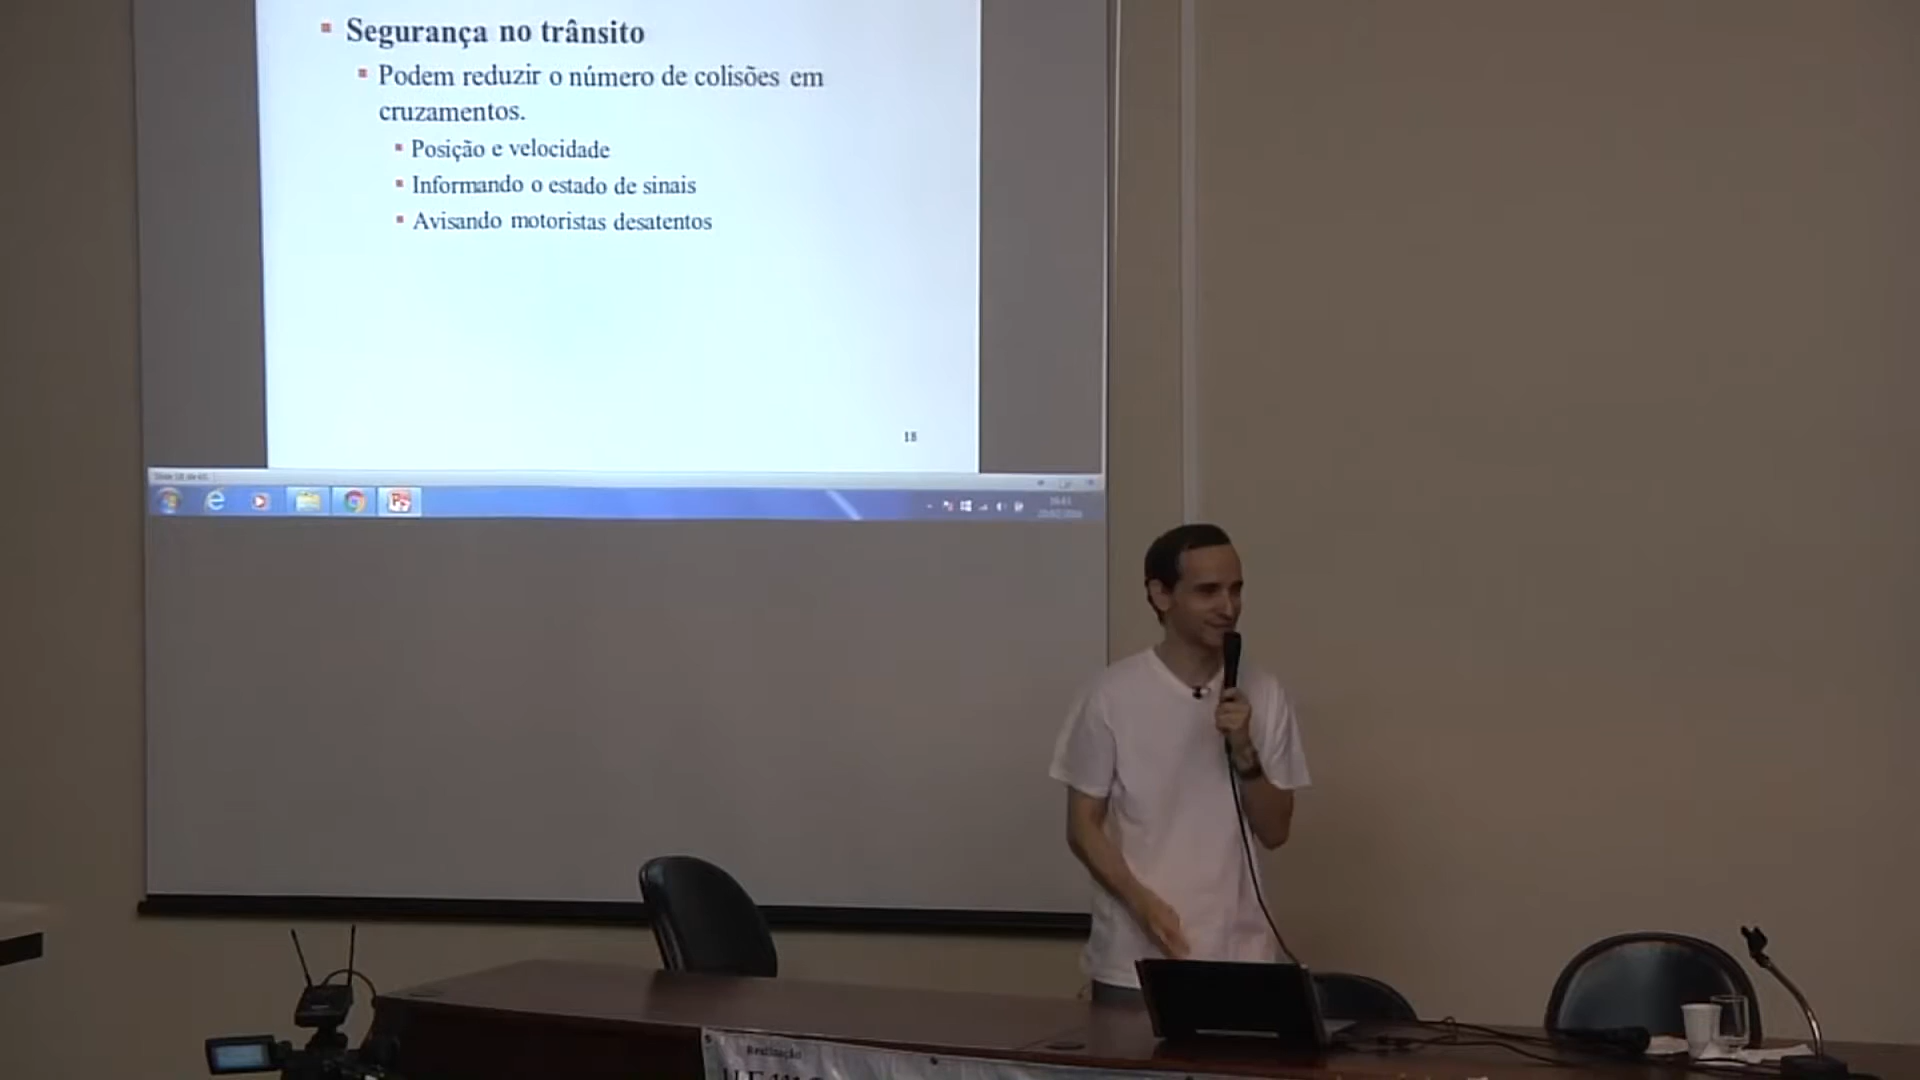 Segurança no trânsito
Podem reduzir o número de colisões em
cruzamentos.
Posição e velocidade
Informando o estado de sinais
Avisando motoristas desatentos
18
Realização